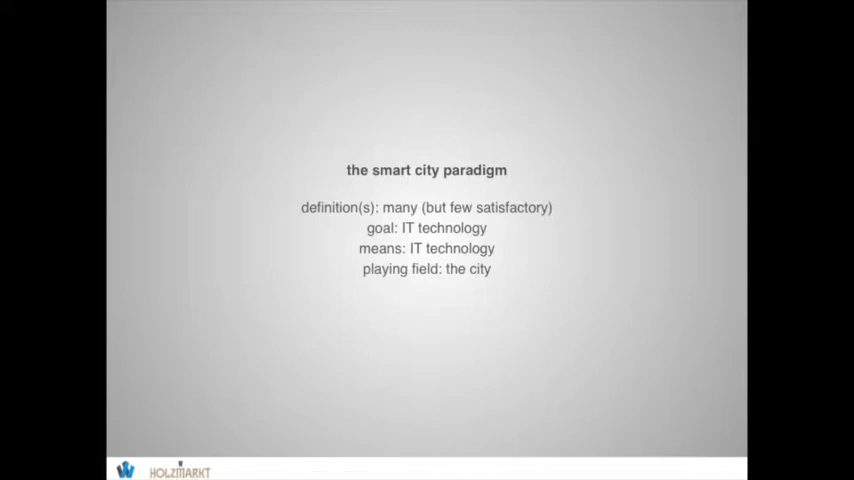 the smart city paradigm
definition(s): many (but few satisfactory)
goal: IT technology
means: IT technology
playing field: the city
HOLZMARKT